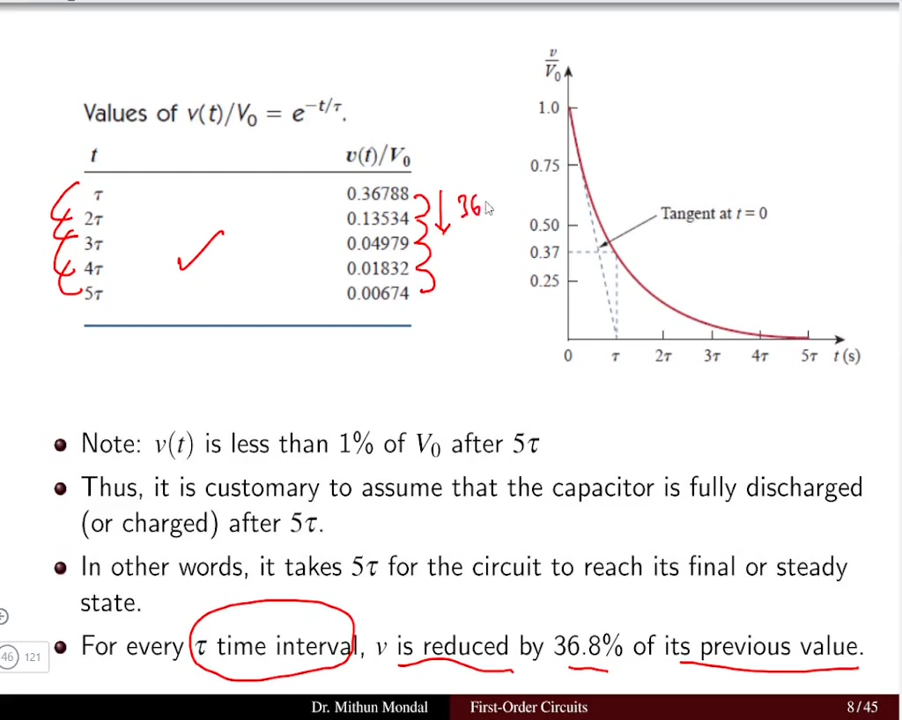 Values of v(t)/V₀ = e^{-t/τ}.
t v(t)/V₀
τ 0.36788
2τ 0.13534
3τ 0.04979
4τ 0.01832
5τ 0.00674
36
v/V₀
1.0
0.75
0.50
0.37
0.25
Tangent at t = 0
0 τ 2τ 3τ 4τ 5τ t (s)
Note: v(t) is less than 1% of V₀ after 5τ
Thus, it is customary to assume that the capacitor is fully discharged
(or charged) after 5τ.
In other words, it takes 5τ for the circuit to reach its final or steady
state.
For every τ time interval, v is reduced by 36.8% of its previous value.
46 121
Dr. Mithun Mondal First-Order Circuits 8/45